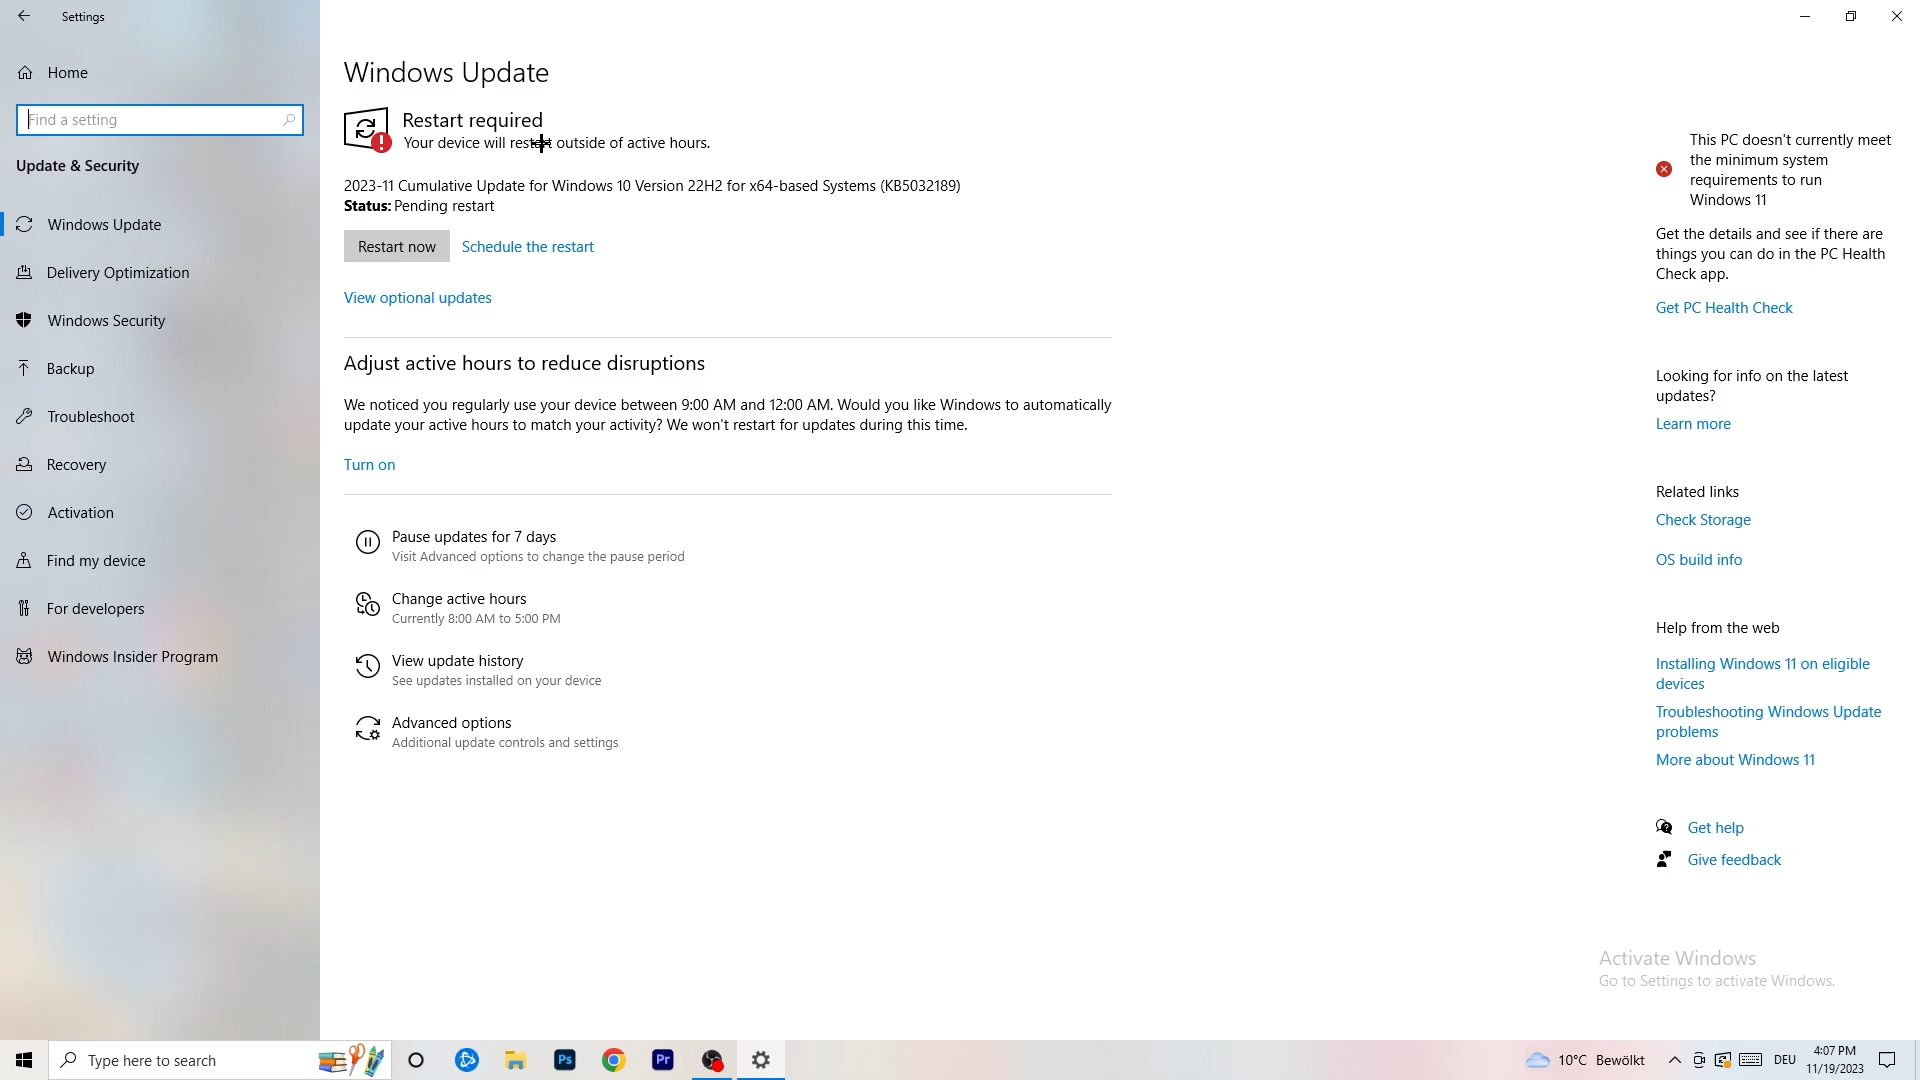 Settings
Home
Find a setting
Update & Security
Windows Update
Delivery Optimization
Windows Security
Backup
Troubleshoot
Recovery
Activation
Find my device
For developers
Windows Insider Program
Windows Update
Restart required
Your device will restart outside of active hours.
2023-11 Cumulative Update for Windows 10 Version 22H2 for x64-based Systems (KB5032189)
Status: Pending restart
Restart now
Schedule the restart
View optional updates
Adjust active hours to reduce disruptions
We noticed you regularly use your device between 9:00 AM and 12:00 AM. Would you like Windows to automatically
update your active hours to match your activity? We won't restart for updates during this time.
Turn on
Pause updates for 7 days
Visit Advanced options to change the pause period
Change active hours
Currently 8:00 AM to 5:00 PM
View update history
See updates installed on your device
Advanced options
Additional update controls and settings
This PC doesn't currently meet
the minimum system
requirements to run
Windows 11
Get the details and see if there are
things you can do in the PC Health
Check app.
Get PC Health Check
Looking for info on the latest
updates?
Learn more
Related links
Check Storage
OS build info
Help from the web
Installing Windows 11 on eligible
devices
Troubleshooting Windows Update
problems
More about Windows 11
Get help
Give feedback
Activate Windows
Go to Settings to activate Windows.
Type here to search
Ps
Pr
10°C Bewölkt
DEU
4:07 PM
11/19/2023